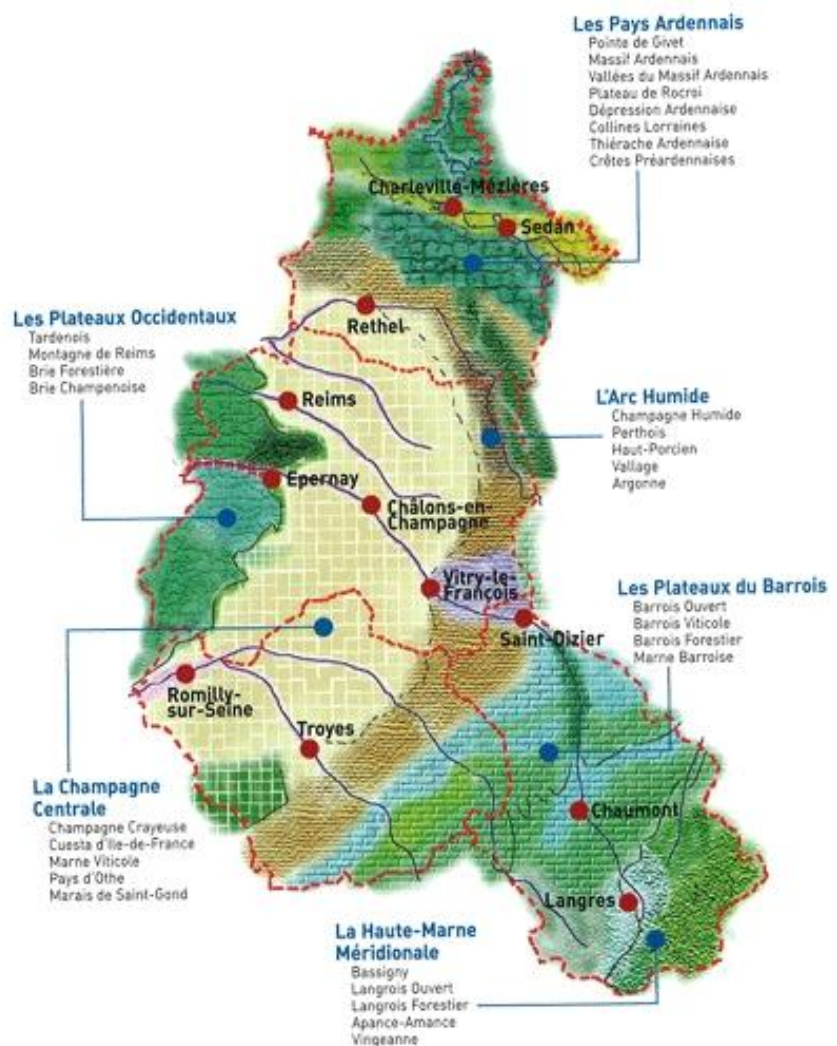 Les Pays Ardennais
Pointe de Givet
Massif Ardennais
Vallées du Massif Ardennais
Plateau de Rocroi
Dépression Ardennaise
Collines Lorraines
Thiérache Ardennaise
Crêtes Préardennaises
Charleville-Mézières
Sedan
Rethel
Les Plateaux Occidentaux
Tardenois
Montagne de Reims
Brie Forestière
Brie Champenoise
Reims
L'Arc Humide
Champagne Humide
Perthois
Haut-Porcien
Vallage
Argonne
Epernay
Châlons-en-
Champagne
Vitry-le-
François
Saint-Dizier
Les Plateaux du Barrois
Barrois Ouvert
Barrois Viticole
Barrois Forestier
Marne Barroise
Romilly-
sur-Seine
Troyes
La Champagne
Centrale
Champagne Crayeuse
Cuesta d'Ile-de-France
Marne Viticole
Pays d'Othe
Marais de Saint-Gond
Chaumont
Langres
La Haute-Marne
Méridionale
Bassigny
Langrois Ouvert
Langrois Forestier
Apance-Amance
Vingeanne